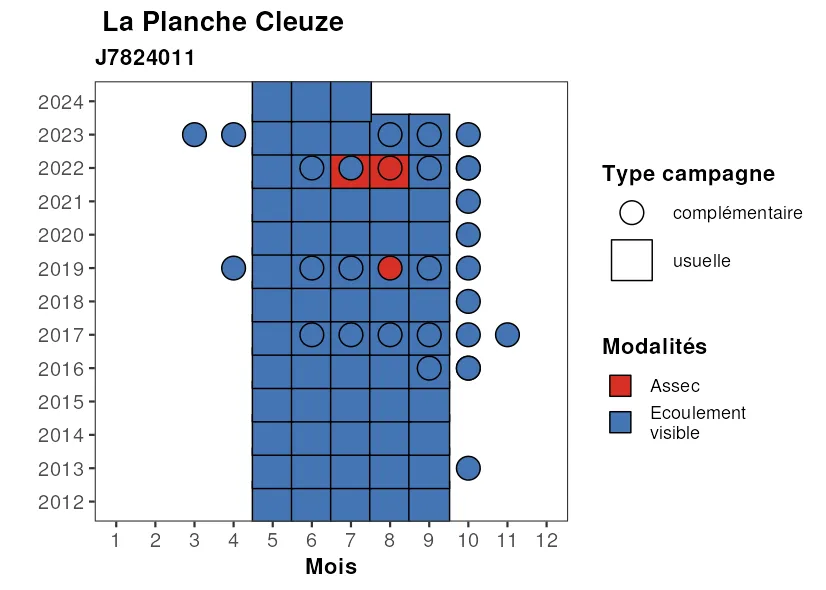 La Planche Cleuze
J7824011
2024
2023
2022
2021
2020
2019
2018
2017
2016
2015
2014
2013
2012
1 2 3 4 5 6 7 8 9 10 11 12
Mois
Type campagne
complémentaire
usuelle
Modalités
Assec
Ecoulement
visible